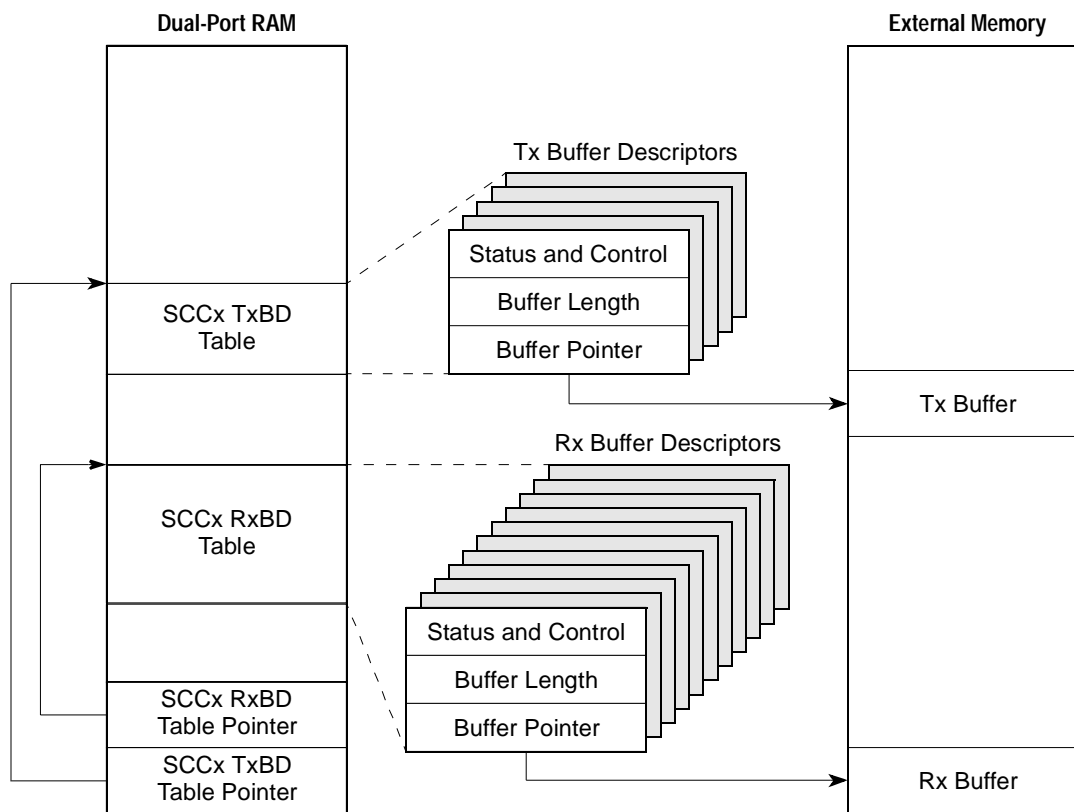 Dual-Port RAM
External Memory
Tx Buffer Descriptors
Status and Control
Buffer Length
Buffer Pointer
SCCx TxBD
Table
Tx Buffer
Rx Buffer Descriptors
SCCx RxBD
Table
Status and Control
Buffer Length
Buffer Pointer
SCCx RxBD
Table Pointer
SCCx TxBD
Table Pointer
Rx Buffer